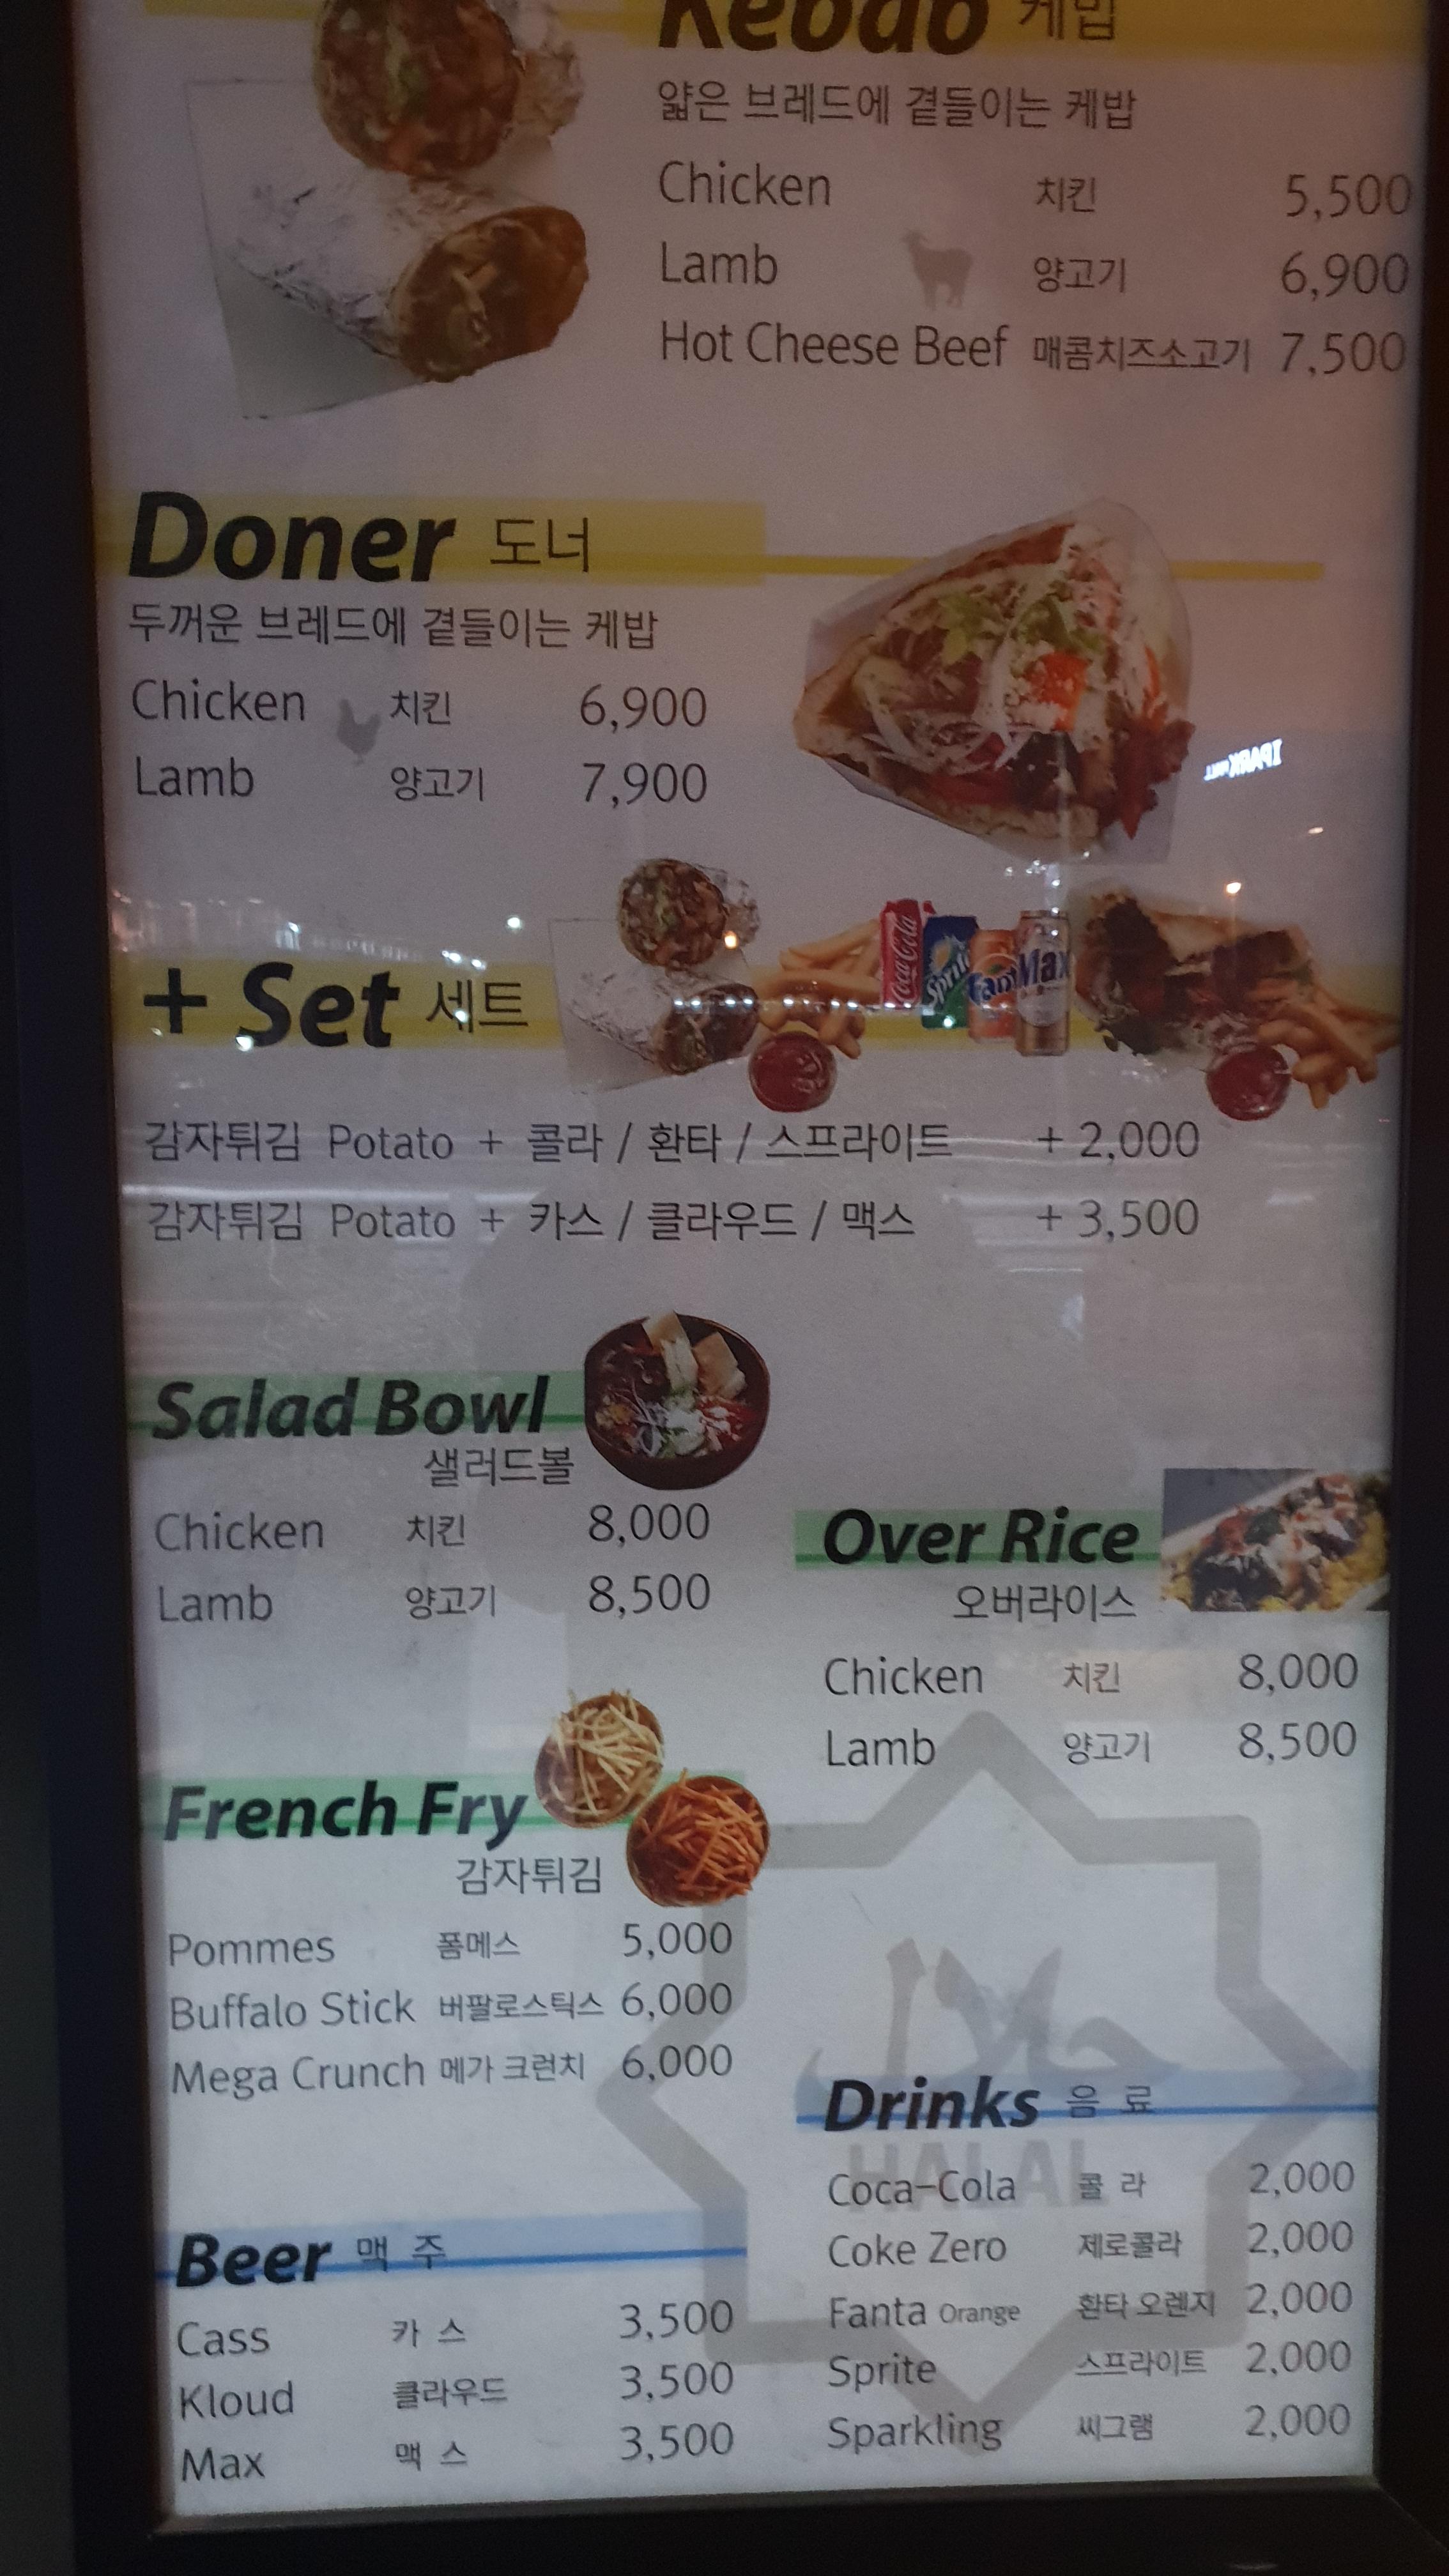 Kebab 케밥
얇은 브레드에 곁들이는 케밥
Chicken 치킨 5,500
Lamb 양고기 6,900
Hot Cheese Beef 매콤치즈소고기 7,500
Doner 도너
두꺼운 브레드에 곁들이는 케밥
Chicken 치킨 6,900
Lamb 양고기 7,900
I'PARK MALL
+ Set 세트
Coca-Cola Sprite Fanta Max
감자튀김 Potato + 콜라 / 환타 / 스프라이트 + 2,000
감자튀김 Potato + 카스 / 클라우드 / 맥스 + 3,500
Salad Bowl
샐러드볼
Chicken 치킨 8,000
Lamb 양고기 8,500
Over Rice
오버라이스
Chicken 치킨 8,000
Lamb 양고기 8,500
French Fry
감자튀김
Pommes 폼메스 5,000
Buffalo Stick 버팔로스틱스 6,000
Mega Crunch 메가 크런치 6,000
حلال
HALAL
Drinks 음 료
Coca-Cola 콜 라 2,000
Coke Zero 제로콜라 2,000
Fanta Orange 환타 오렌지 2,000
Sprite 스프라이트 2,000
Sparkling 씨그램 2,000
Beer 맥 주
Cass 카 스 3,500
Kloud 클라우드 3,500
Max 맥 스 3,500